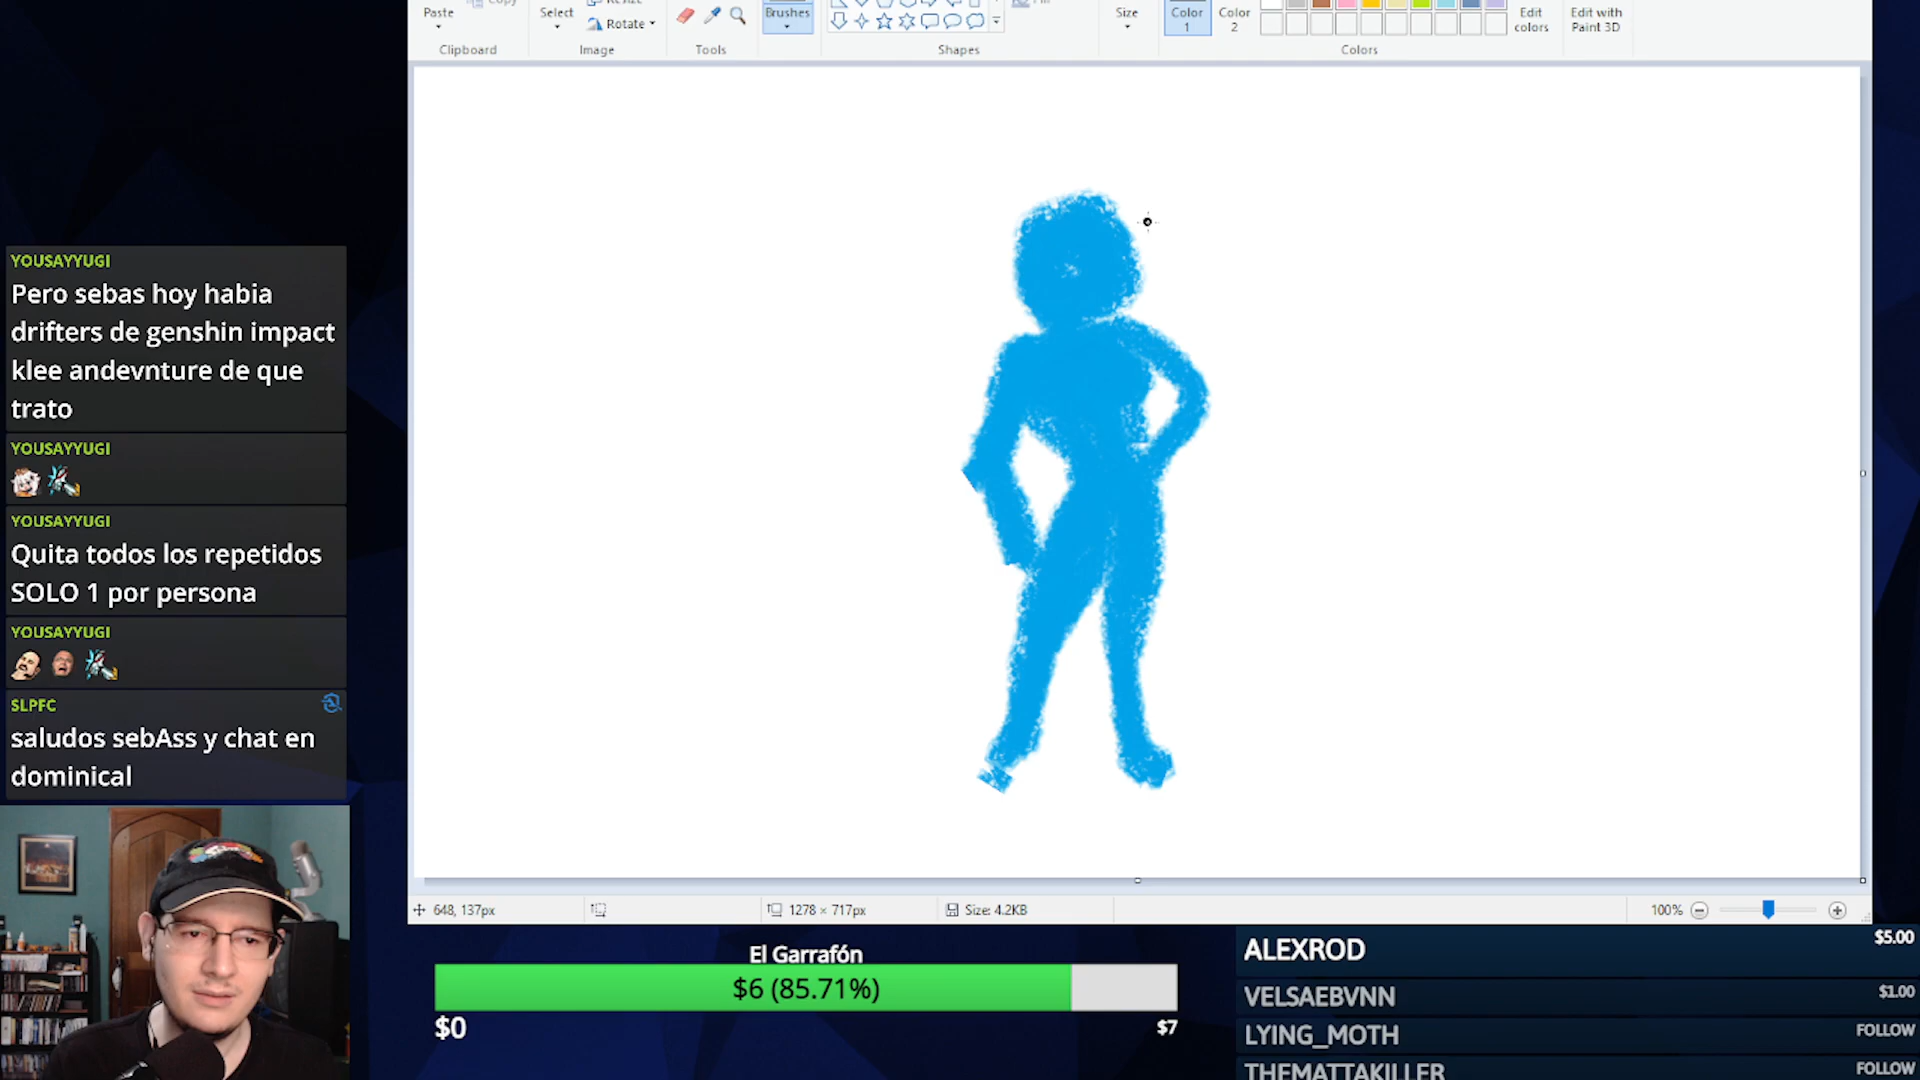 Paste
Copy
Clipboard
Select
Resize
Rotate
Image
Tools
Brushes
Shapes
Fill
Size
Color
1
Color
2
Colors
Edit
colors
Edit with
Paint 3D
YOUSAYYUGI
Pero sebas hoy habia
drifters de genshin impact
klee andevnture de que
trato
YOUSAYYUGI
YOUSAYYUGI
Quita todos los repetidos
SOLO 1 por persona
YOUSAYYUGI
SLPFC
saludos sebAss y chat en
dominical
648, 137px
1278 × 717px
Size: 4.2KB
100%
El Garrafón
$6 (85.71%)
$0
$7
ALEXROD
$5.00
VELSAEBVNN
$1.00
LYING_MOTH
FOLLOW
THEMATTAKILLER
FOLLOW